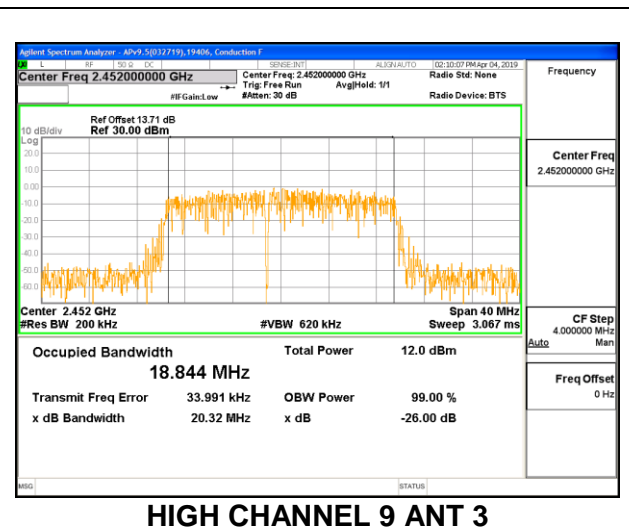 Agilent Spectrum Analyzer - APv9.5(032719),19406, Conduction F
L RF 50 Ω DC SENSE:INT ALIGN AUTO 02:10:07 PM Apr 04, 2019
Center Freq 2.452000000 GHz
Center Freq: 2.452000000 GHz
Radio Std: None
Trig: Free Run Avg|Hold: 1/1
#IFGain:Low #Atten: 30 dB
Radio Device: BTS
Frequency
Ref Offset 13.71 dB
10 dB/div Ref 30.00 dBm
Log
20.0
10.0
0.00
-10.0
-20.0
-30.0
-40.0
-50.0
-60.0
Center Freq
2.452000000 GHz
Center 2.452 GHz Span 40 MHz
#Res BW 200 kHz #VBW 620 kHz Sweep 3.067 ms
CF Step
4.000000 MHz
Auto Man
Occupied Bandwidth Total Power 12.0 dBm
18.844 MHz
Transmit Freq Error 33.991 kHz OBW Power 99.00 %
x dB Bandwidth 20.32 MHz x dB -26.00 dB
Freq Offset
0 Hz
MSG STATUS
HIGH CHANNEL 9 ANT 3